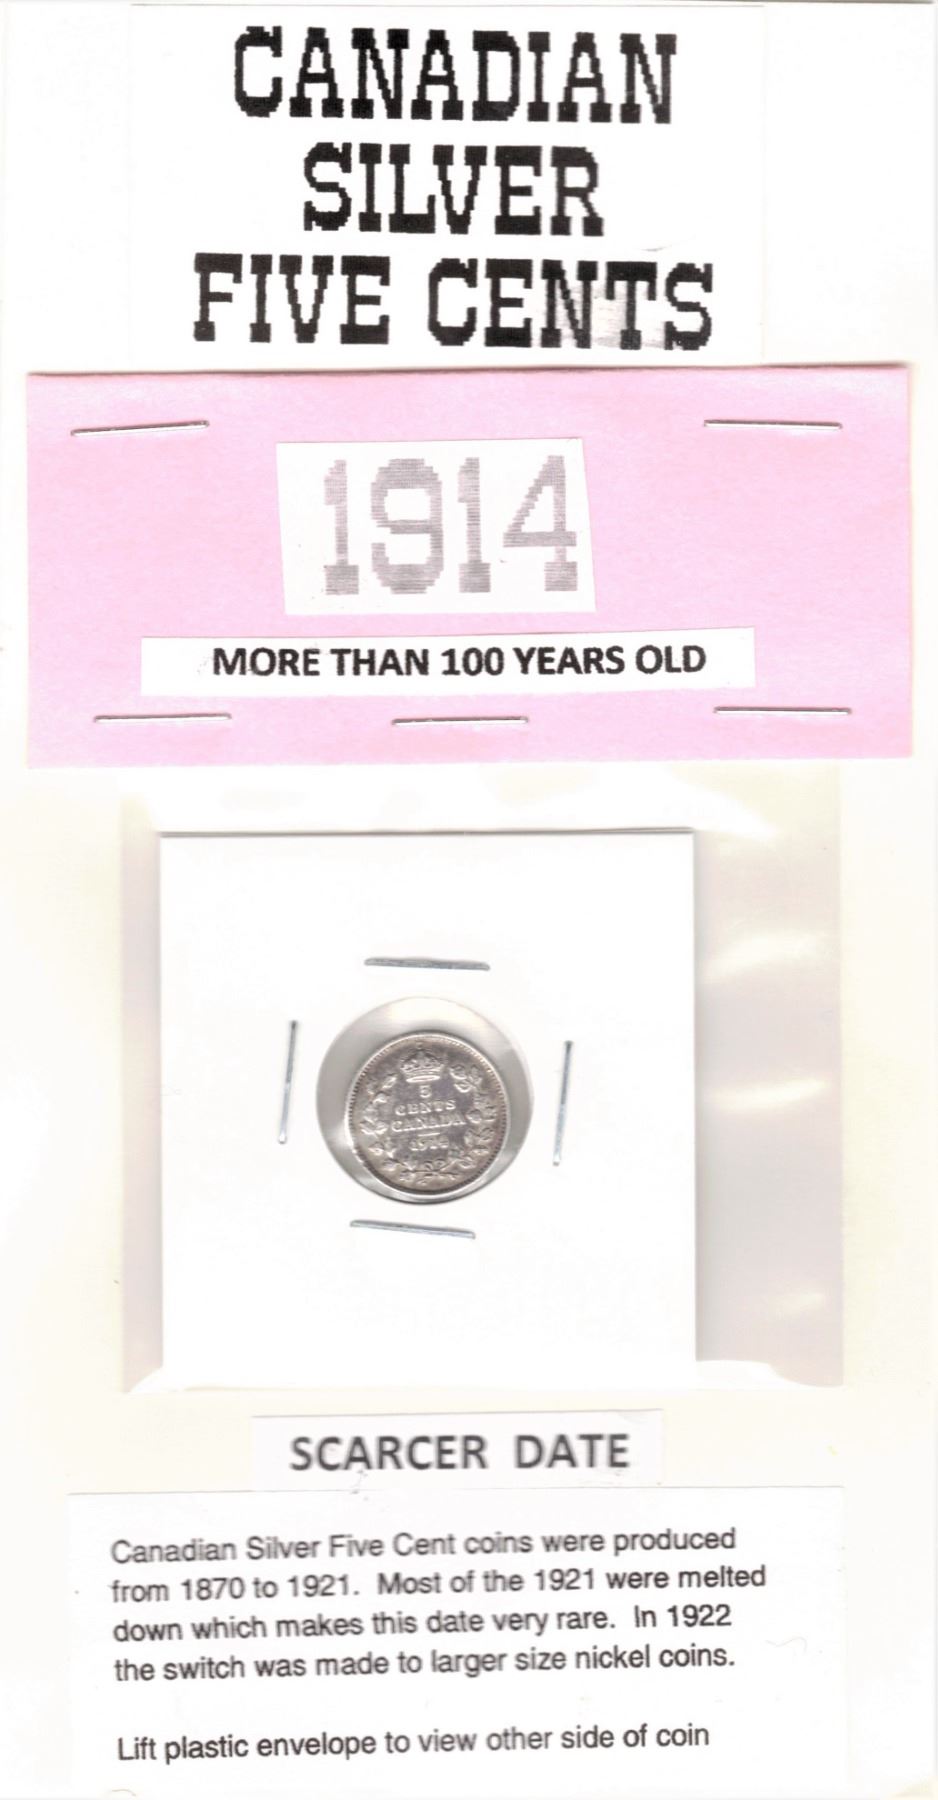 CANADIAN
SILVER
FIVE CENTS
1914
MORE THAN 100 YEARS OLD
5
CENTS
CANADA
1914
SCARCER DATE
Canadian Silver Five Cent coins were produced
from 1870 to 1921. Most of the 1921 were melted
down which makes this date very rare. In 1922
the switch was made to larger size nickel coins.
Lift plastic envelope to view other side of coin